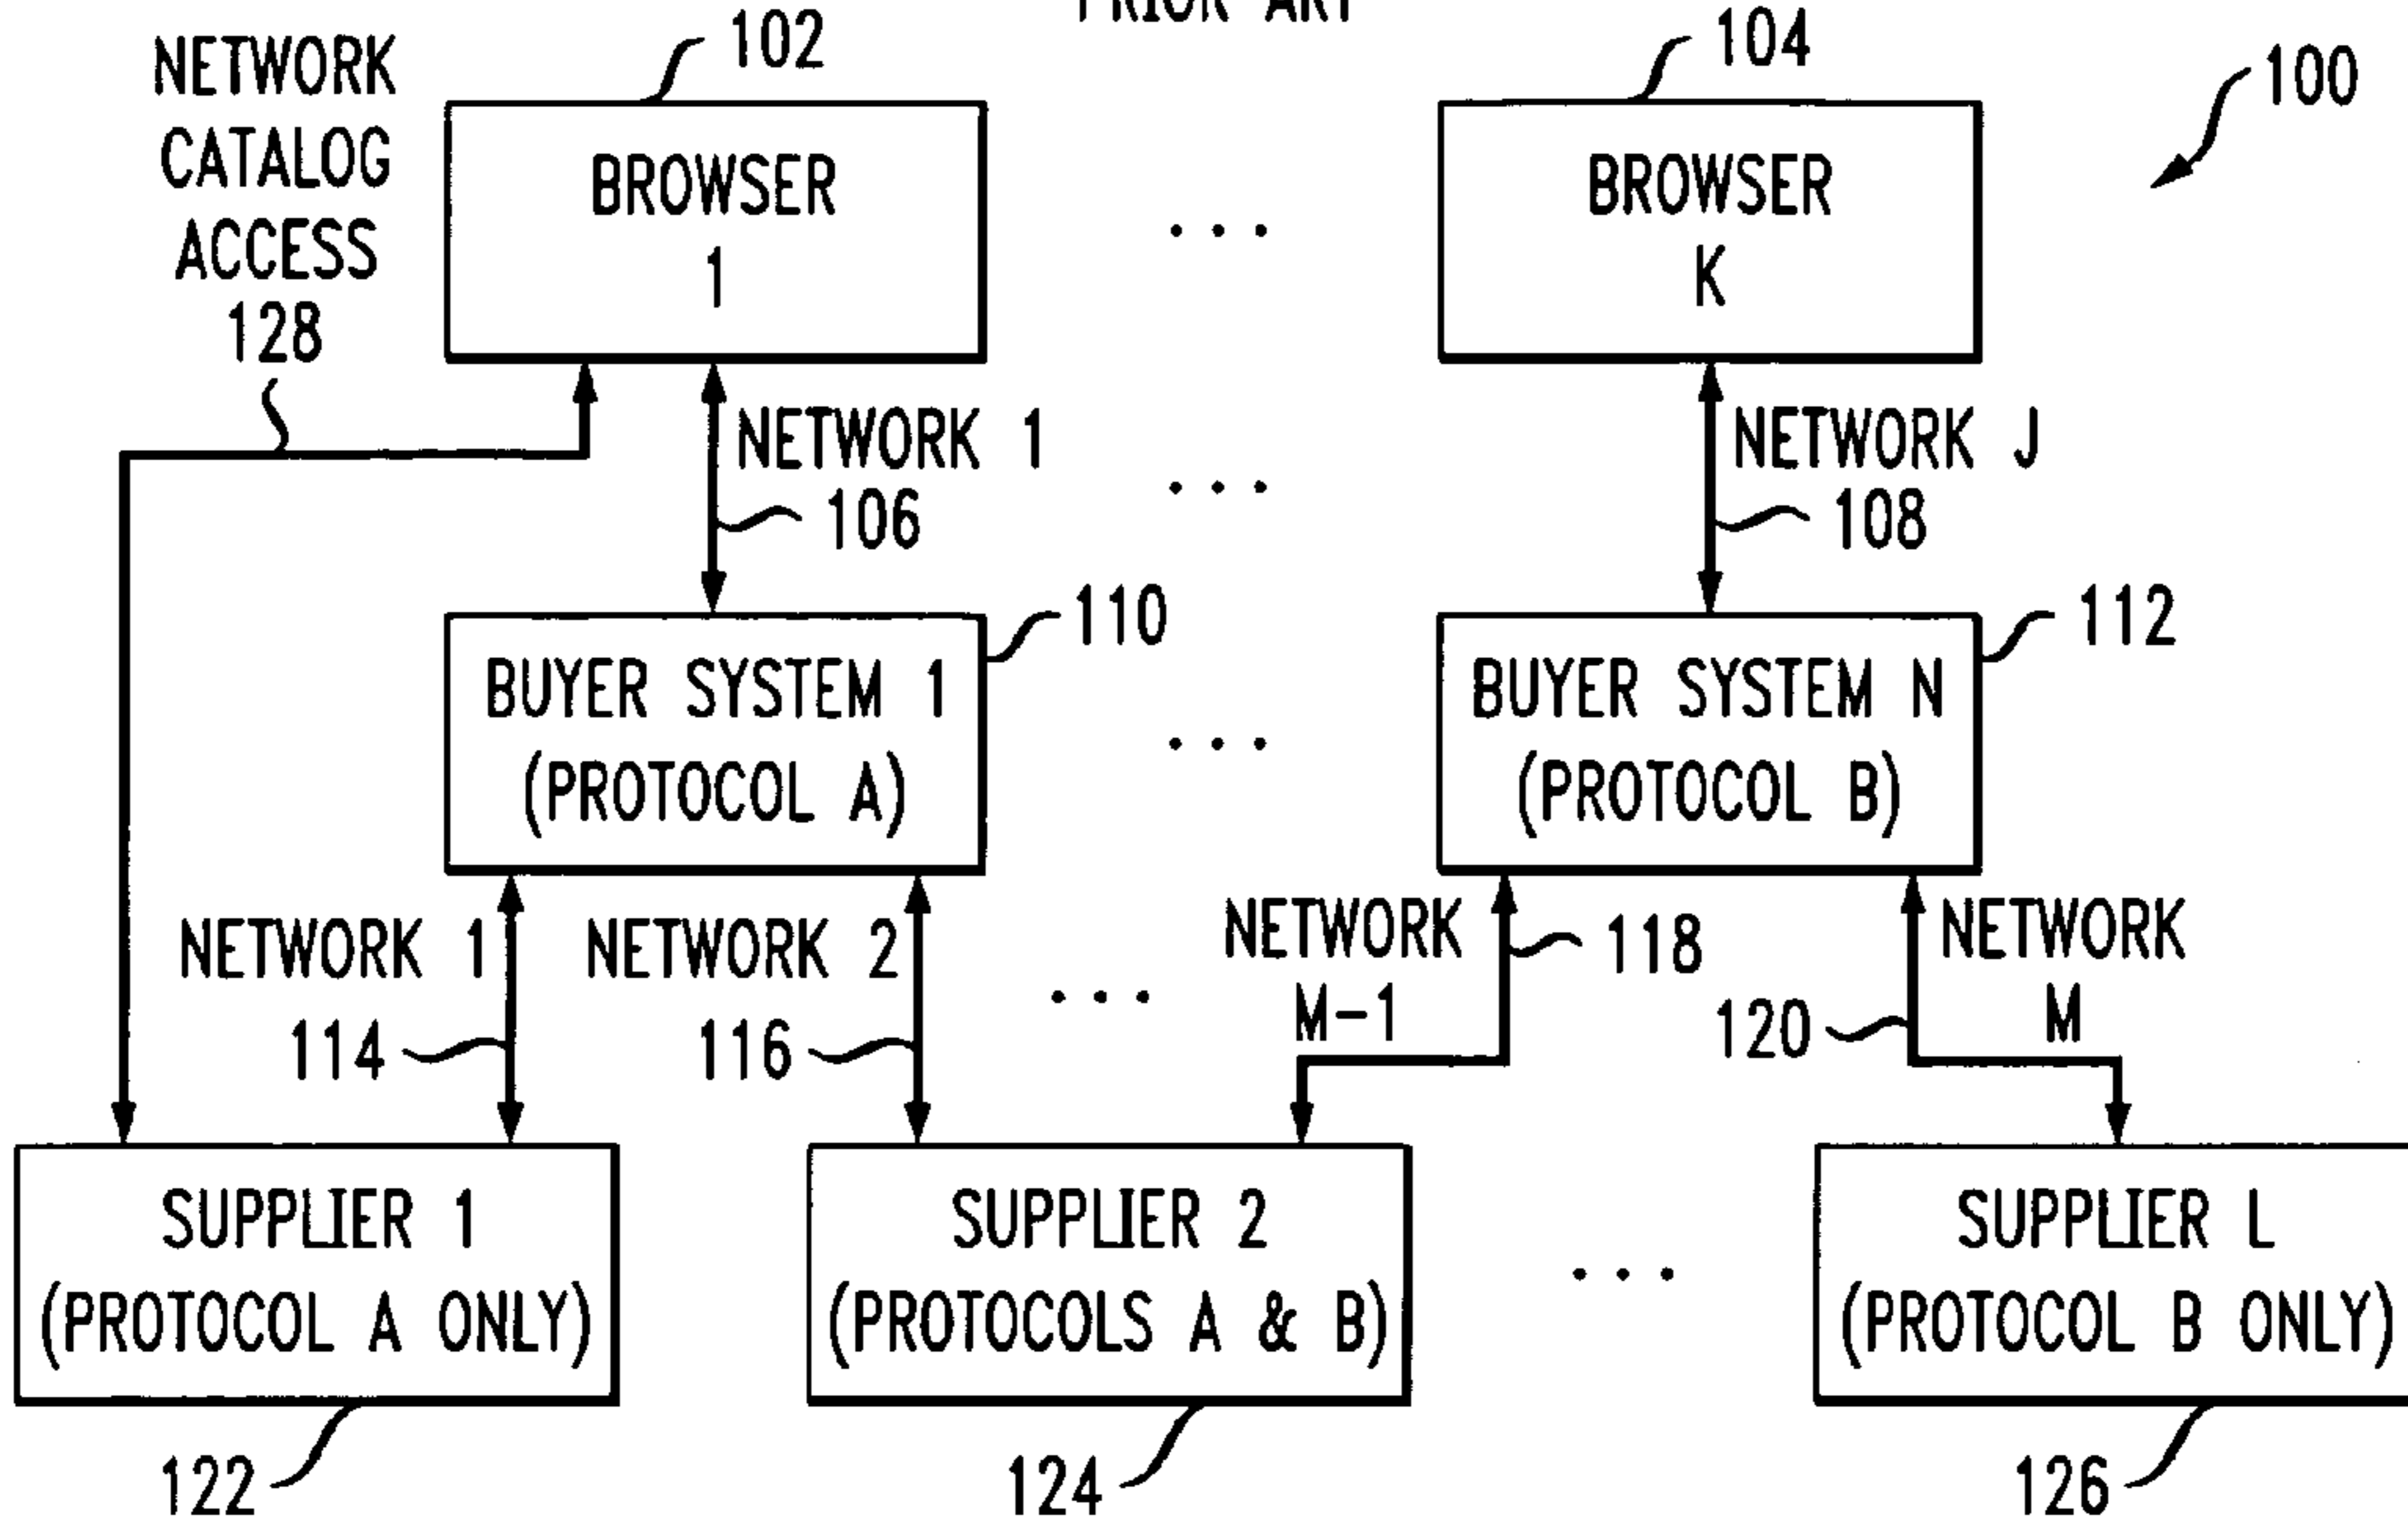 PRIOR ART
NETWORK
CATALOG
ACCESS
128
102
104
100
BROWSER
1
...
BROWSER
K
NETWORK 1
106
...
NETWORK J
108
110
112
BUYER SYSTEM 1
(PROTOCOL A)
...
BUYER SYSTEM N
(PROTOCOL B)
NETWORK 1
114
NETWORK 2
116
...
NETWORK
M-1
118
120
NETWORK
M
SUPPLIER 1
(PROTOCOL A ONLY)
SUPPLIER 2
(PROTOCOLS A & B)
...
SUPPLIER L
(PROTOCOL B ONLY)
122
124
126